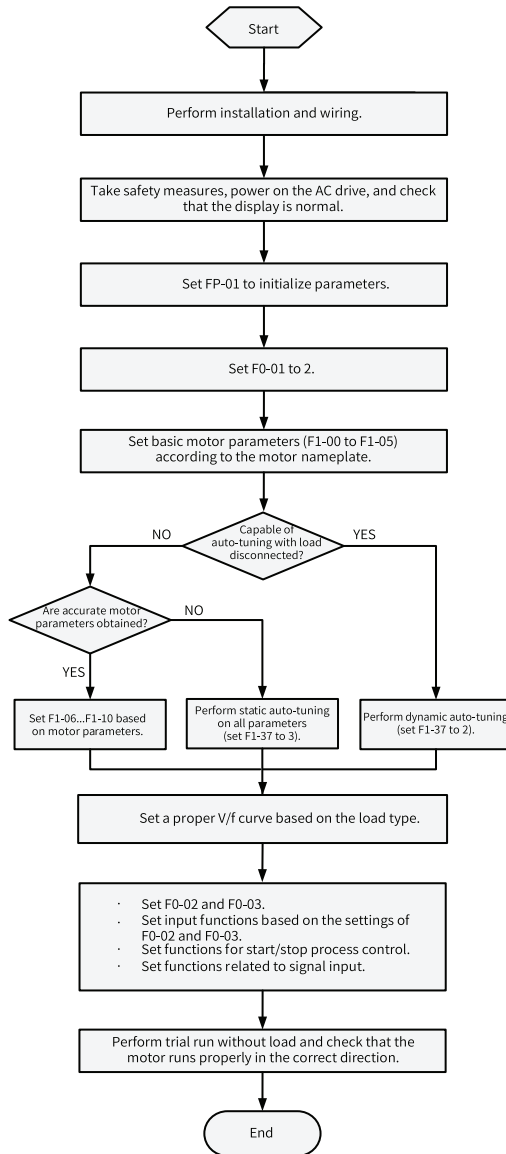 Start
Perform installation and wiring.
Take safety measures, power on the AC drive, and check
that the display is normal.
Set FP-01 to initialize parameters.
Set F0-01 to 2.
Set basic motor parameters (F1-00 to F1-05)
according to the motor nameplate.
NO
Capable of
auto-tuning with load
disconnected?
YES
Are accurate motor
parameters obtained?
NO
YES
Set F1-06...F1-10 based
on motor parameters.
Perform static auto-tuning
on all parameters
(set F1-37 to 3).
Perform dynamic auto-tuning
(set F1-37 to 2).
Set a proper V/f curve based on the load type.
· Set F0-02 and F0-03.
· Set input functions based on the settings of
F0-02 and F0-03.
· Set functions for start/stop process control.
· Set functions related to signal input.
Perform trial run without load and check that the
motor runs properly in the correct direction.
End